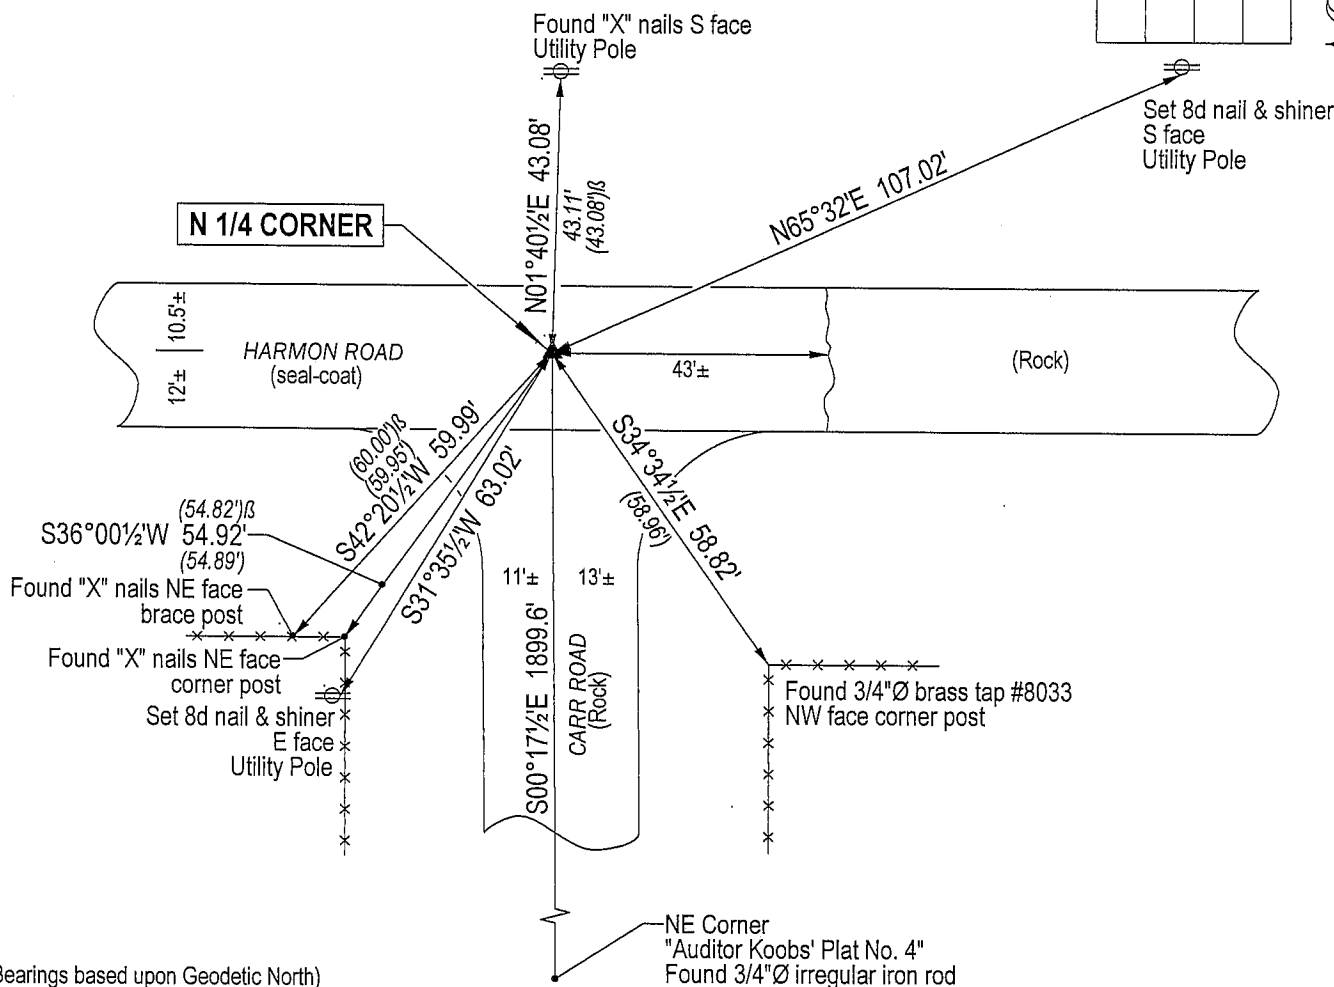 Found "X" nails S face
Utility Pole
Set 8d nail & shiner
S face
Utility Pole
N01°40½'E 43.08'
43.11'
(43.08')ß
N65°32'E 107.02'
N 1/4 CORNER
10.5'±
12'±
HARMON ROAD
(seal-coat)
43'±
(Rock)
(60.00')ß
(59.95')
S42°20½'W 59.99'
(54.82')ß
S36°00½'W 54.92'
(54.89')
S31°35½'W 63.02'
S34°34½'E 58.82'
(58.96')
Found "X" nails NE face
brace post
Found "X" nails NE face
corner post
Set 8d nail & shiner
E face
Utility Pole
11'±
13'±
S00°17½'E 1899.6'
CARR ROAD
(Rock)
Found 3/4"Ø brass tap #8033
NW face corner post
NE Corner
"Auditor Koobs' Plat No. 4"
Found 3/4"Ø irregular iron rod
Bearings based upon Geodetic North)